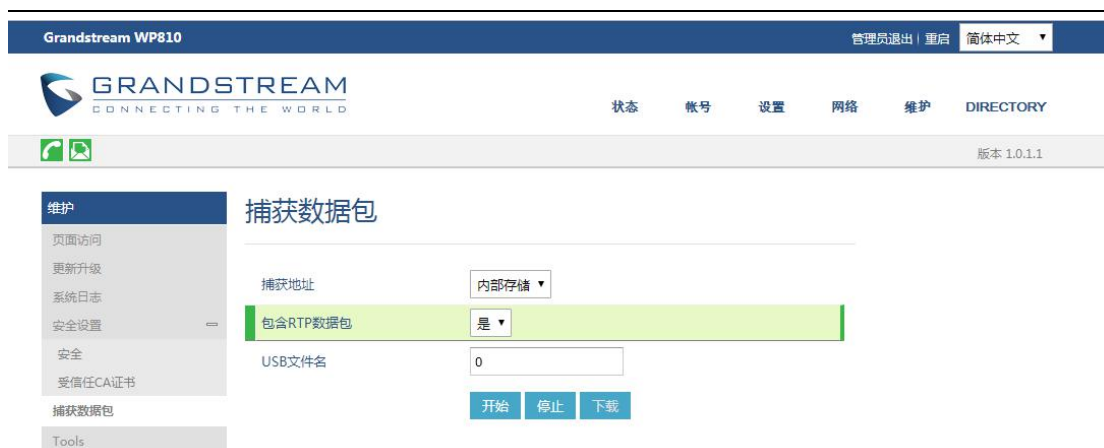 Grandstream WP810
管理员退出 | 重启 简体中文
GRANDSTREAM
CONNECTING THE WORLD
状态 帐号 设置 网络 维护 DIRECTORY
版本 1.0.1.1
维护
捕获数据包
页面访问
更新升级
系统日志
安全设置
安全
受信任CA证书
捕获数据包
Tools
捕获地址 内部存储
包含RTP数据包 是
USB文件名 0
开始 停止 下载